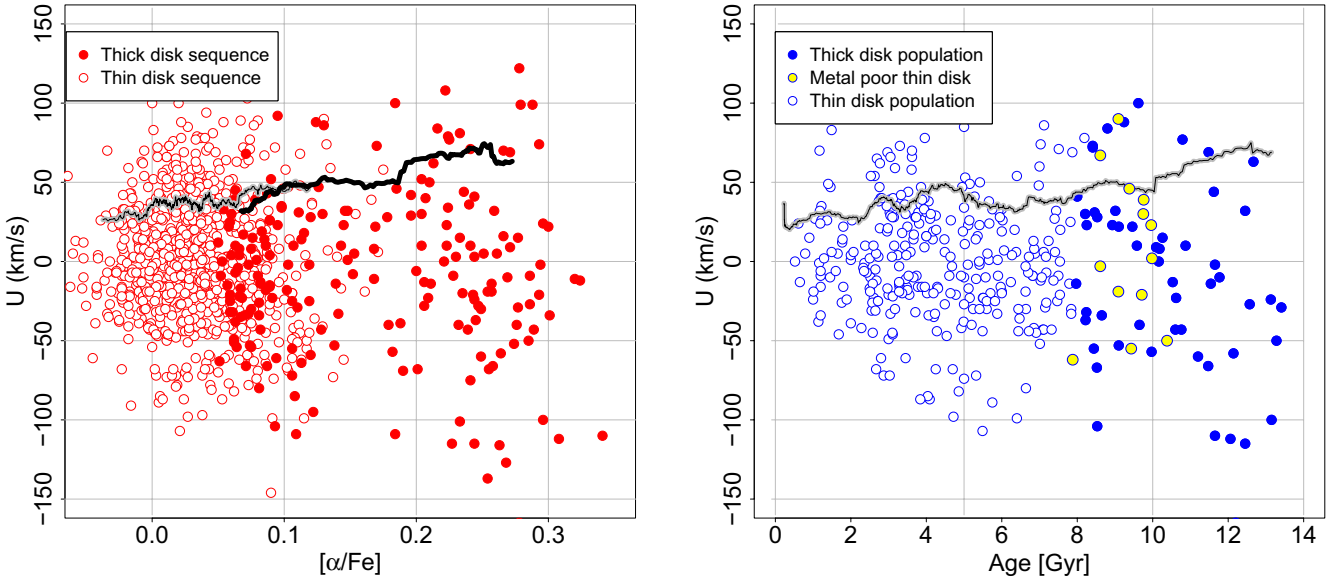 150
100
50
0
−50
−100
−150
U (km/s)
Thick disk sequence
Thin disk sequence
0.0 0.1 0.2 0.3
[α/Fe]
150
100
50
0
−50
−100
−150
U (km/s)
Thick disk population
Metal poor thin disk
Thin disk population
0 2 4 6 8 10 12 14
Age [Gyr]